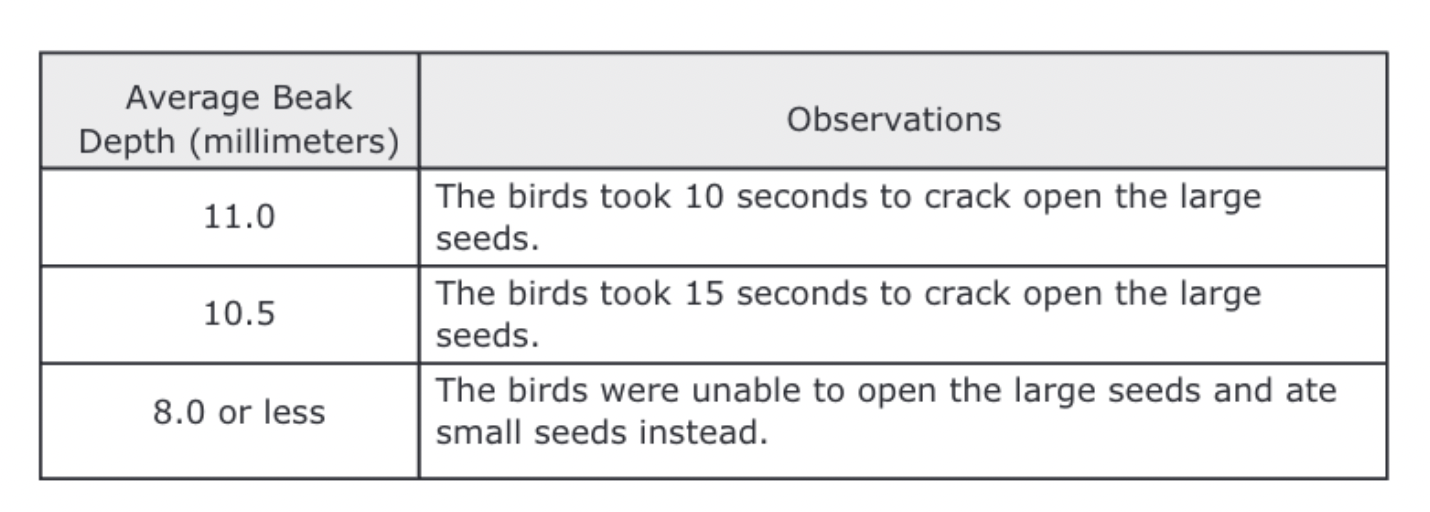 Average Beak
Depth (millimeters)
Observations
11.0
The birds took 10 seconds to crack open the large
seeds.
10.5
The birds took 15 seconds to crack open the large
seeds.
8.0 or less
The birds were unable to open the large seeds and ate
small seeds instead.